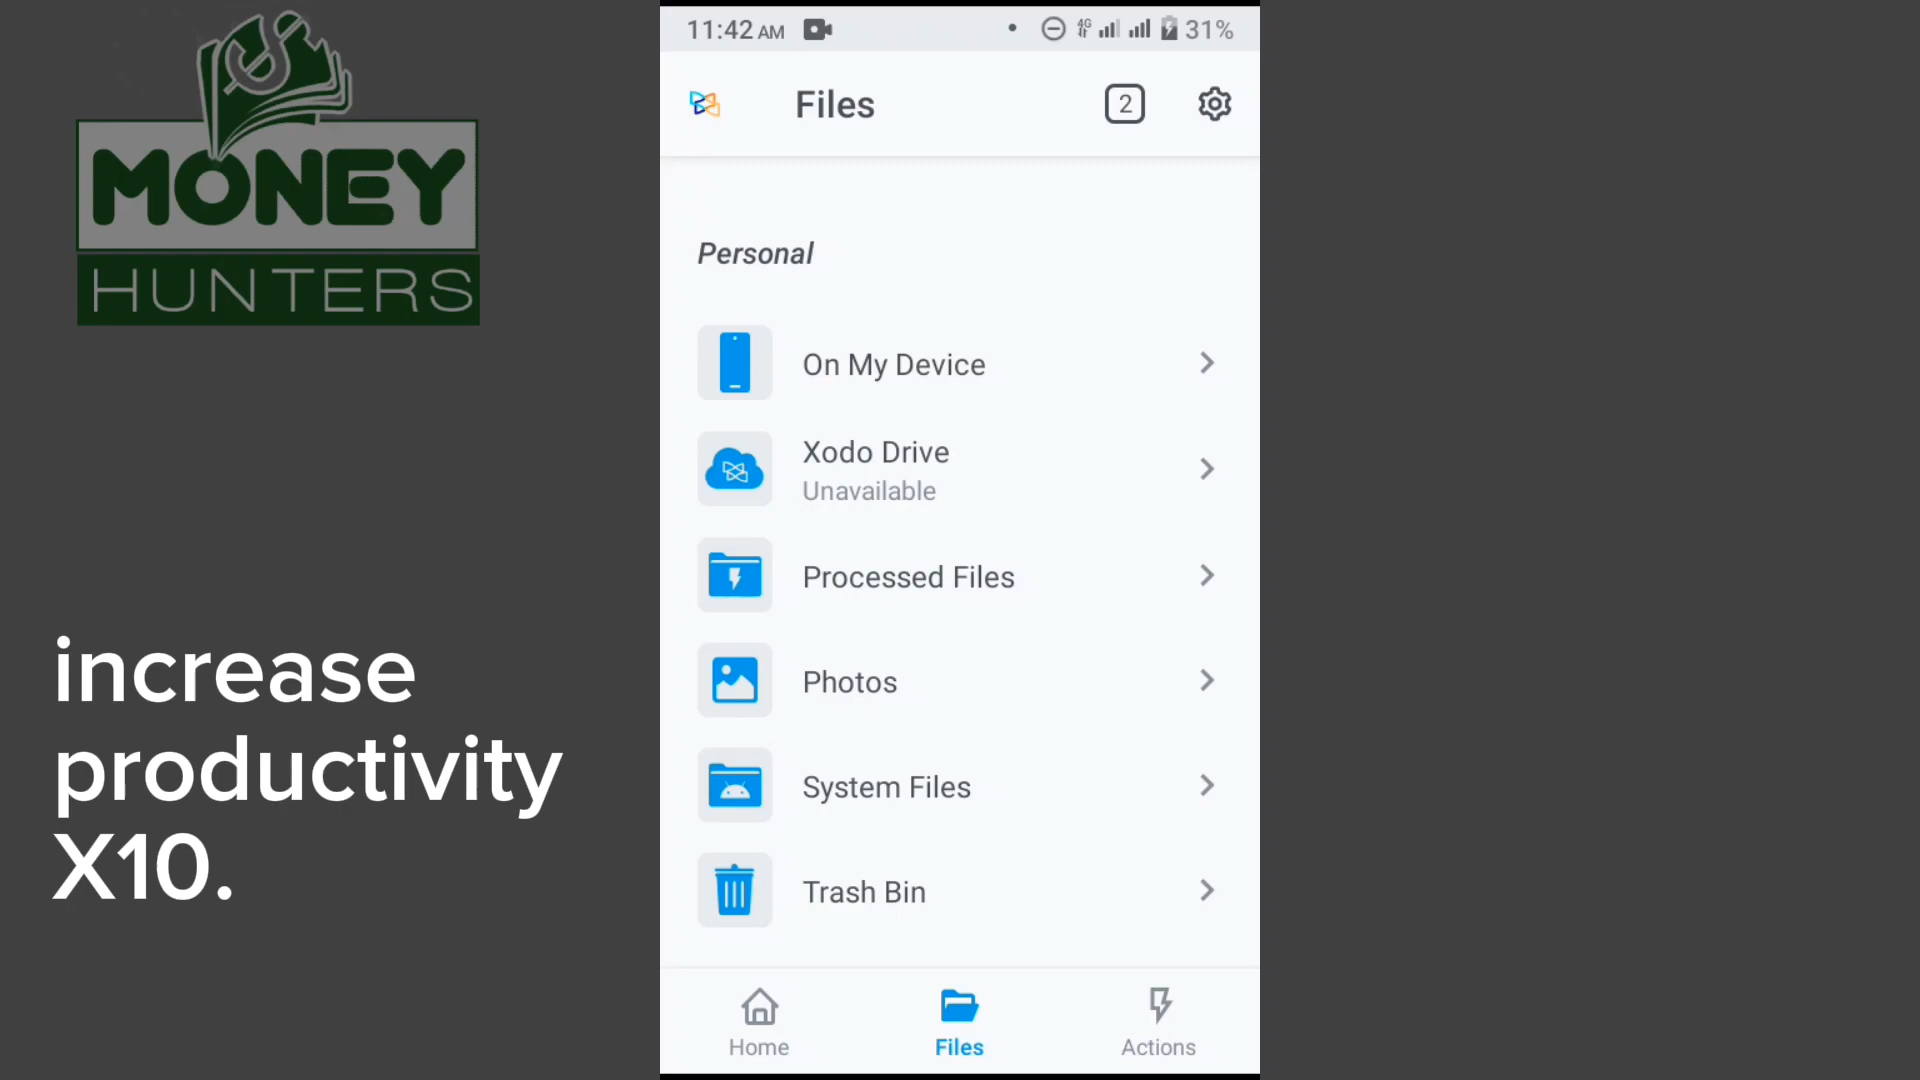 MONEY
HUNTERS
increase
productivity
X10.
11:42 AM
4G
31%
Files
2
Personal
On My Device
Xodo Drive
Unavailable
Processed Files
Photos
System Files
Trash Bin
Home
Files
Actions